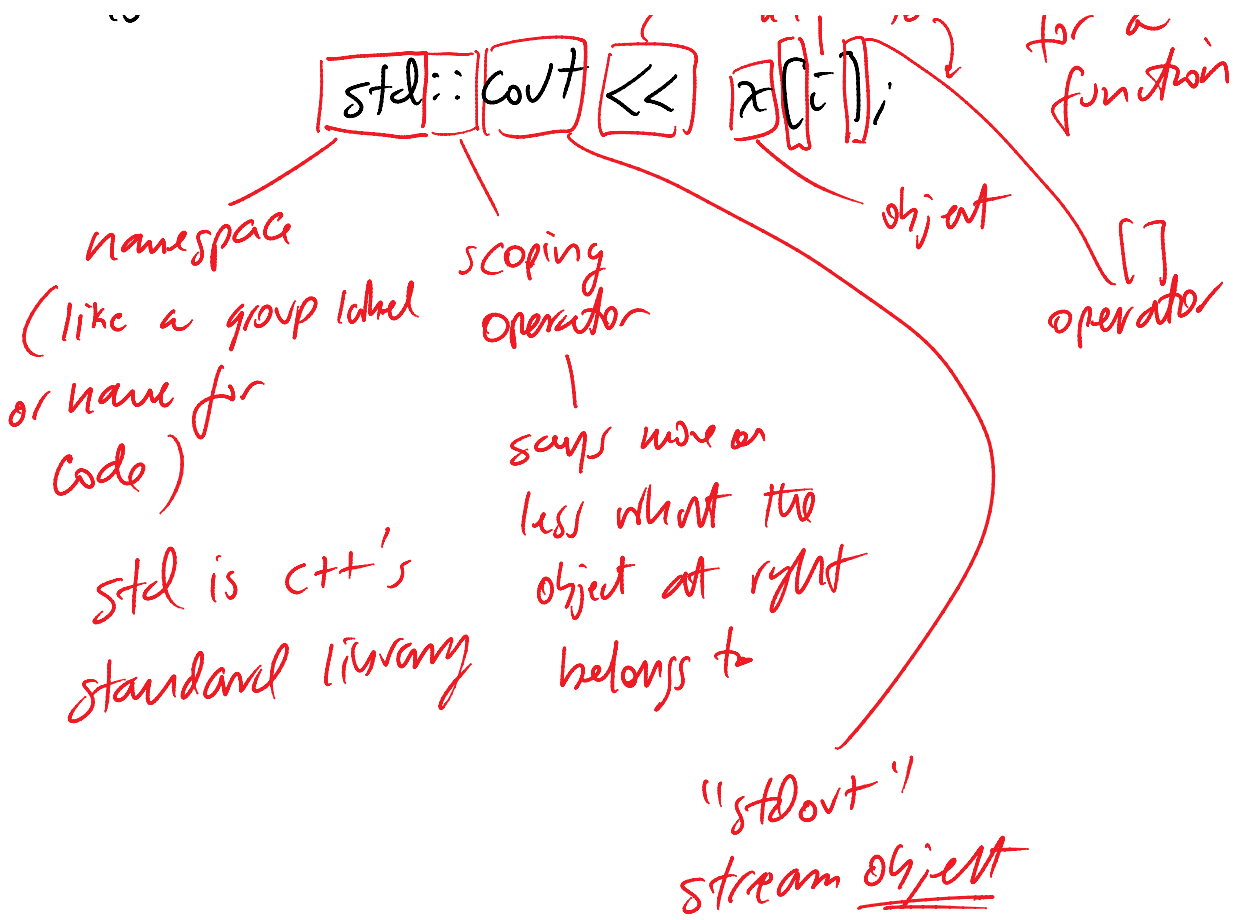 for a
function
std::cout << x[i];
object
[]
operator
namespace
(like a group label
or name for
code)
std is c++'s
standard library
scoping
operator
says more or
less what the
object at right
belongs to
"stdout"
stream object